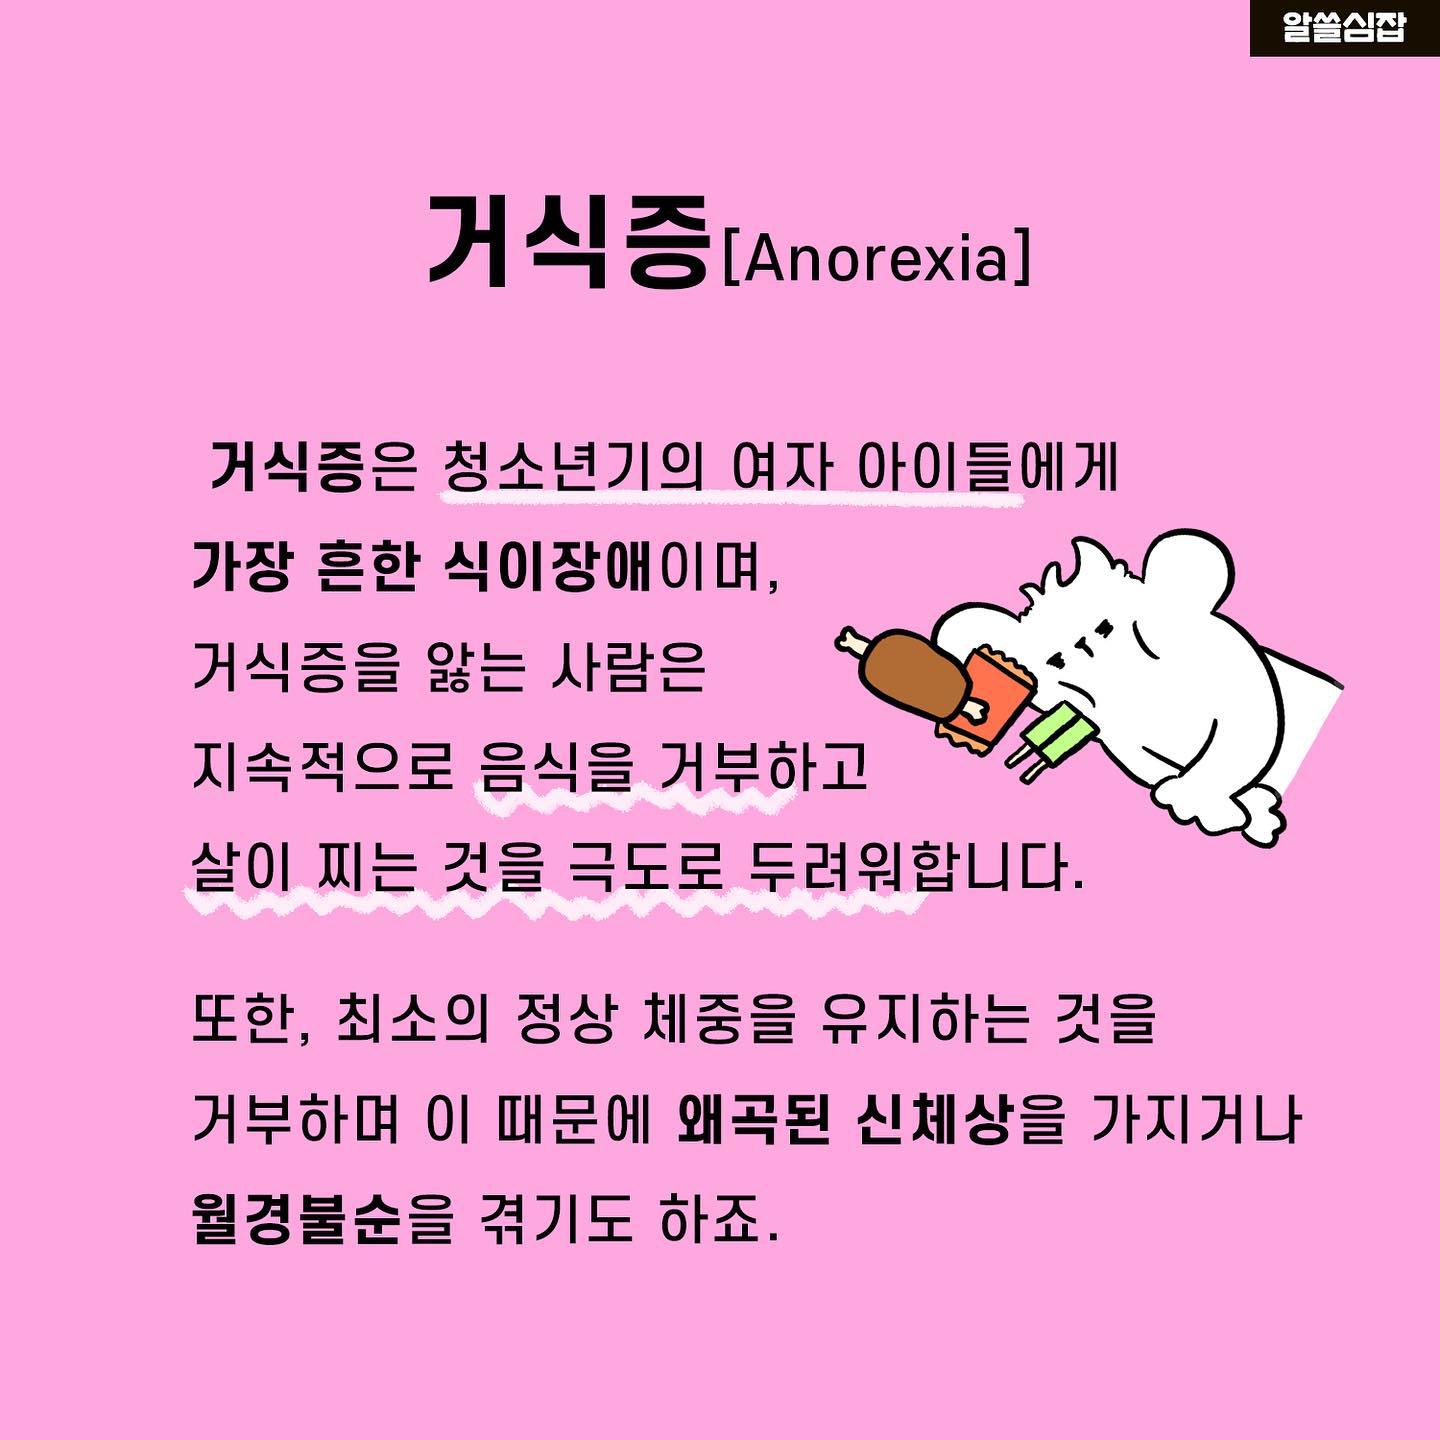 알쓸심잡
거식증[Anorexia]
거식증은 청소년기의 여자 아이들에게
가장 흔한 식이장애이며,
거식증을 앓는 사람은
지속적으로 음식을 거부하고
살이 찌는 것을 극도로 두려워합니다.
또한, 최소의 정상 체중을 유지하는 것을
거부하며 이 때문에 왜곡된 신체상을 가지거나
월경불순을 겪기도 하죠.